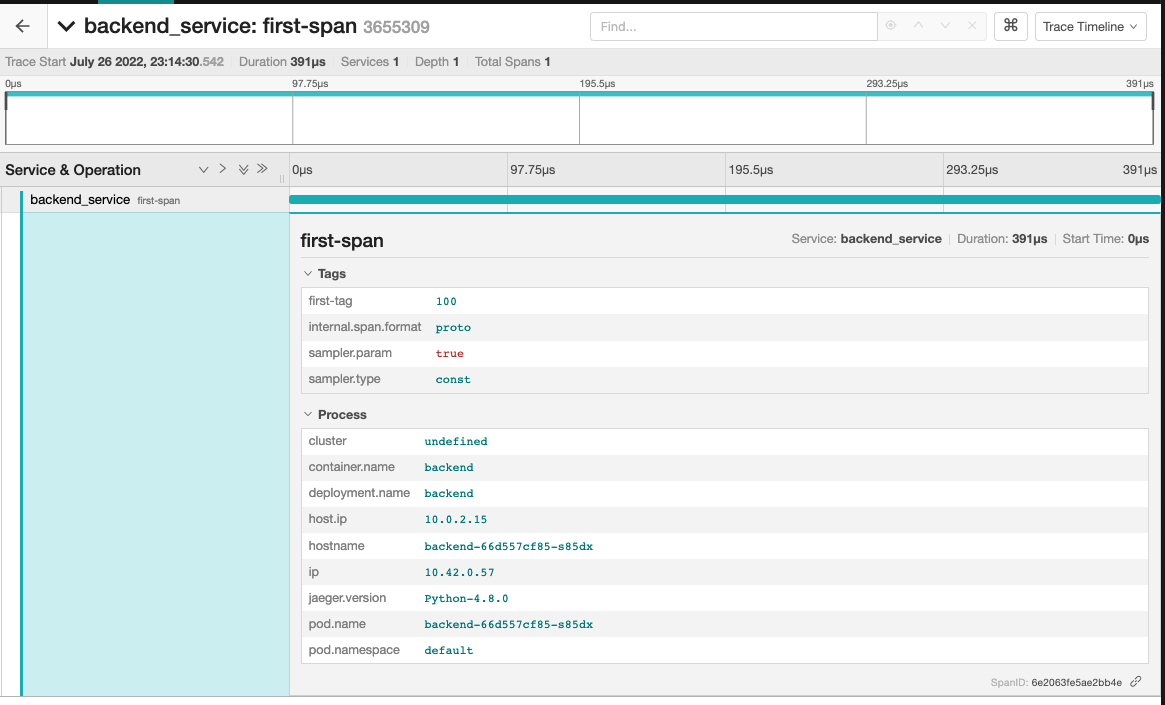 backend_service: first-span 3655309
Find...
⌘
Trace Timeline
Trace Start July 26 2022, 23:14:30.542 Duration 391μs Services 1 Depth 1 Total Spans 1
0μs 97.75μs 195.5μs 293.25μs 391μs
Service & Operation 0μs 97.75μs 195.5μs 293.25μs 391μs
backend_service first-span
first-span Service: backend_service Duration: 391μs Start Time: 0μs
Tags
first-tag 100
internal.span.format proto
sampler.param true
sampler.type const
Process
cluster undefined
container.name backend
deployment.name backend
host.ip 10.0.2.15
hostname backend-66d557cf85-s85dx
ip 10.42.0.57
jaeger.version Python-4.8.0
pod.name backend-66d557cf85-s85dx
pod.namespace default
SpanID: 6e2063fe5ae2bb4e